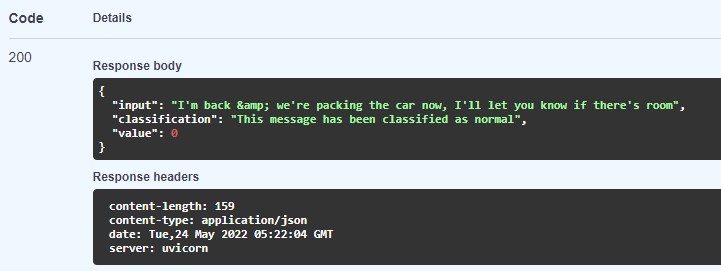 Code Details
200
Response body
{
"input": "I'm back &amp; we're packing the car now, I'll let you know if there's room",
"classification": "This message has been classified as normal",
"value": 0
}
Response headers
content-length: 159
content-type: application/json
date: Tue,24 May 2022 05:22:04 GMT
server: uvicorn